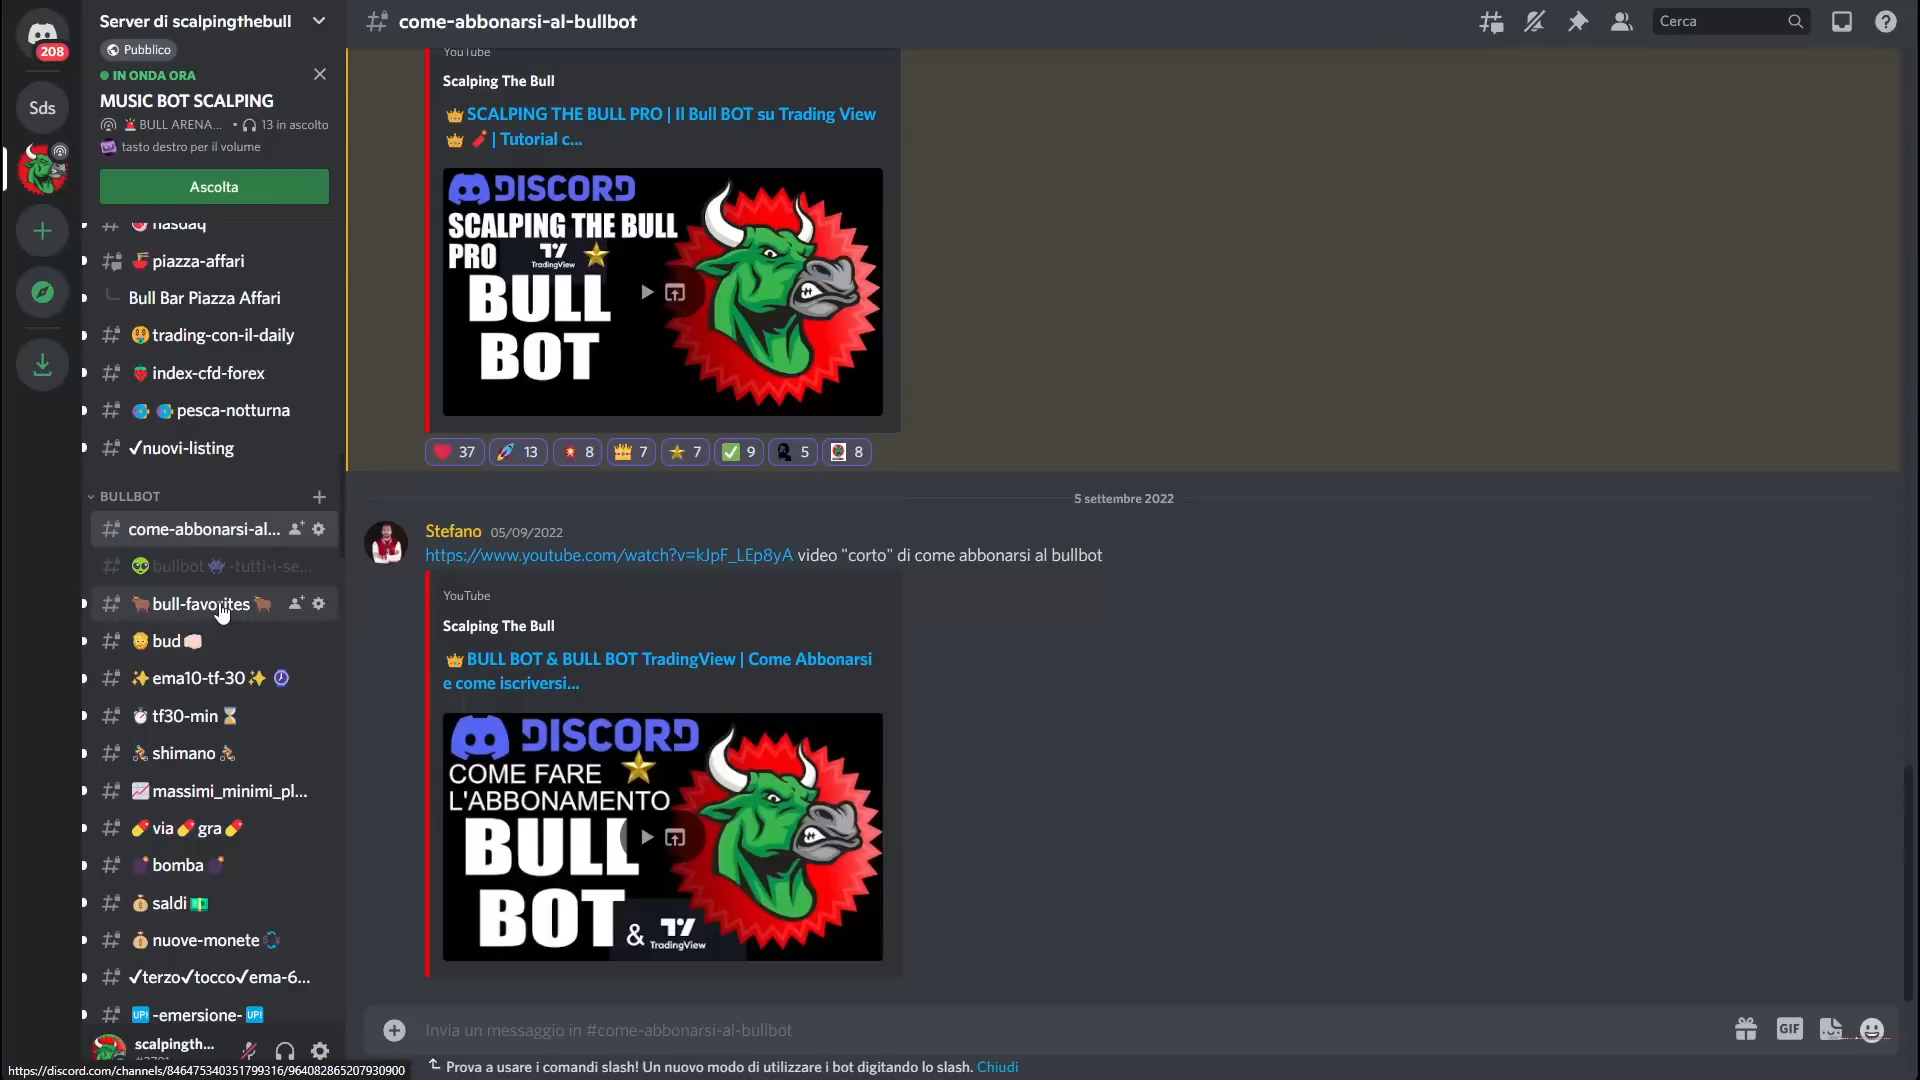 Server di scalpingthebull
Pubblico
IN ONDA ORA
MUSIC BOT SCALPING
BULL ARENA... • 13 in ascolto
tasto destro per il volume
Ascolta
208
Sds
nasdaq
piazza-affari
Bull Bar Piazza Affari
trading-con-il-daily
index-cfd-forex
pesca-notturna
✓nuovi-listing
BULLBOT
come-abbonarsi-al...
bullbot -tutti-i-se...
bull-favorites
bud
ema10-tf-30
tf30-min
shimano
massimi_minimi_pl...
via gra
bomba
saldi
nuove-monete
✓terzo✓tocco✓ema-6...
UP! -emersione- UP!
scalpingth...
https://discord.com/channels/846475340351799316/964082865207930900
come-abbonarsi-al-bullbot
Cerca
YouTube
Scalping The Bull
SCALPING THE BULL PRO | Il Bull BOT su Trading View
| Tutorial c...
DISCORD
SCALPING THE BULL
PRO
TradingView
BULL
BOT
37 13 8 7 7 9 5 8
5 settembre 2022
Stefano 05/09/2022
https://www.youtube.com/watch?v=kJpF_LEp8yA video "corto" di come abbonarsi al bullbot
YouTube
Scalping The Bull
BULL BOT & BULL BOT TradingView | Come Abbonarsi
e come iscriversi...
DISCORD
COME FARE
L'ABBONAMENTO
BULL
BOT & TradingView
Invia un messaggio in #come-abbonarsi-al-bullbot
GIF
Prova a usare i comandi slash! Un nuovo modo di utilizzare i bot digitando lo slash. Chiudi